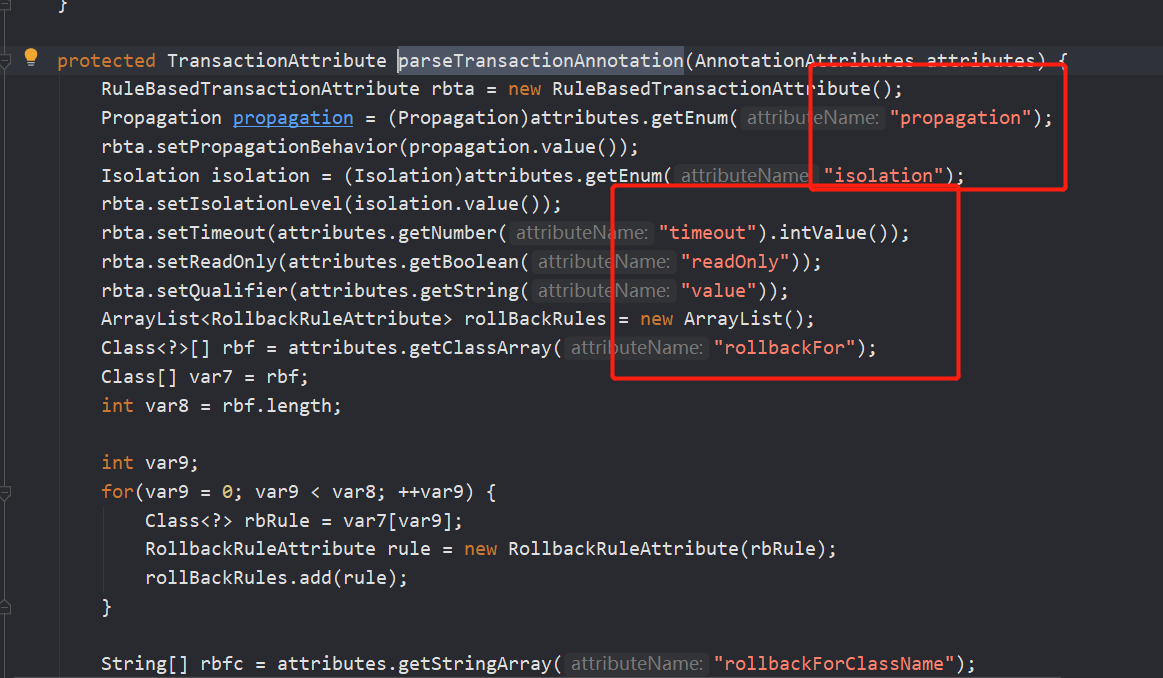 }
protected TransactionAttribute parseTransactionAnnotation(AnnotationAttributes attributes) {
RuleBasedTransactionAttribute rbta = new RuleBasedTransactionAttribute();
Propagation propagation = (Propagation)attributes.getEnum( attributeName: "propagation");
rbta.setPropagationBehavior(propagation.value());
Isolation isolation = (Isolation)attributes.getEnum( attributeName: "isolation");
rbta.setIsolationLevel(isolation.value());
rbta.setTimeout(attributes.getNumber( attributeName: "timeout").intValue());
rbta.setReadOnly(attributes.getBoolean( attributeName: "readOnly"));
rbta.setQualifier(attributes.getString( attributeName: "value"));
ArrayList<RollbackRuleAttribute> rollBackRules = new ArrayList();
Class<?>[] rbf = attributes.getClassArray( attributeName: "rollbackFor");
Class[] var7 = rbf;
int var8 = rbf.length;
int var9;
for(var9 = 0; var9 < var8; ++var9) {
Class<?> rbRule = var7[var9];
RollbackRuleAttribute rule = new RollbackRuleAttribute(rbRule);
rollBackRules.add(rule);
}
String[] rbfc = attributes.getStringArray( attributeName: "rollbackForClassName");